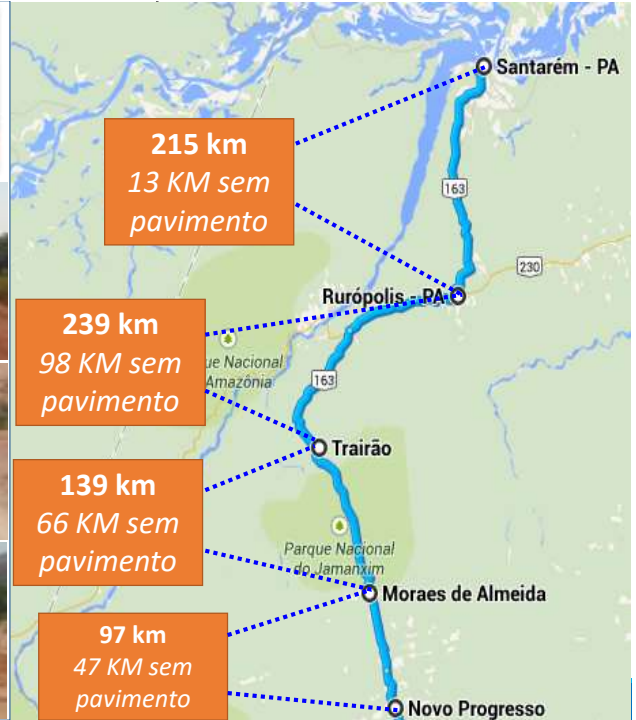 Santarém - PA
215 km
13 KM sem
pavimento
163
230
Rurópolis - PA
239 km
98 KM sem
pavimento
ue Nacional
Amazônia
163
Trairão
139 km
66 KM sem
pavimento
Parque Nacional
do Jamanxim
Moraes de Almeida
97 km
47 KM sem
pavimento
Novo Progresso